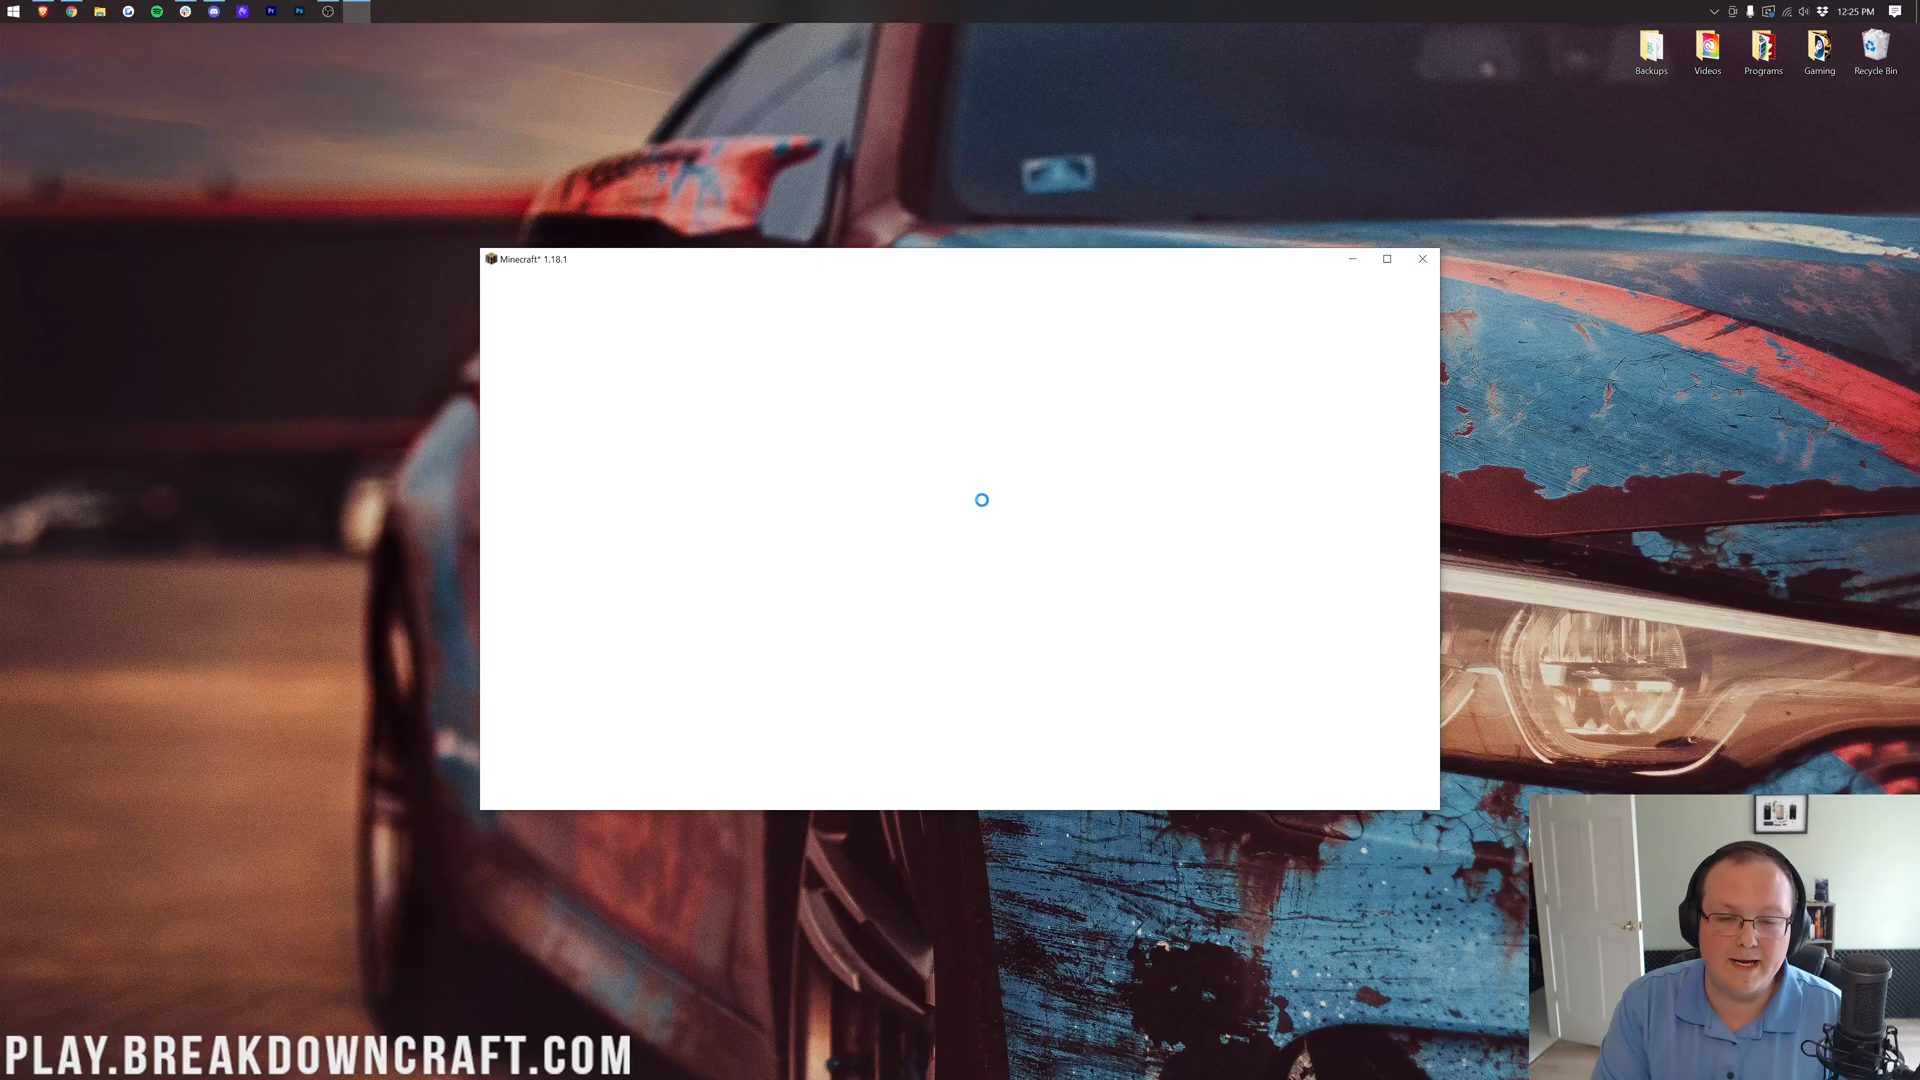 12:25 PM
Backups
Videos
Programs
Gaming
Recycle Bin
Minecraft* 1.18.1
PLAY.BREAKDOWNCRAFT.COM